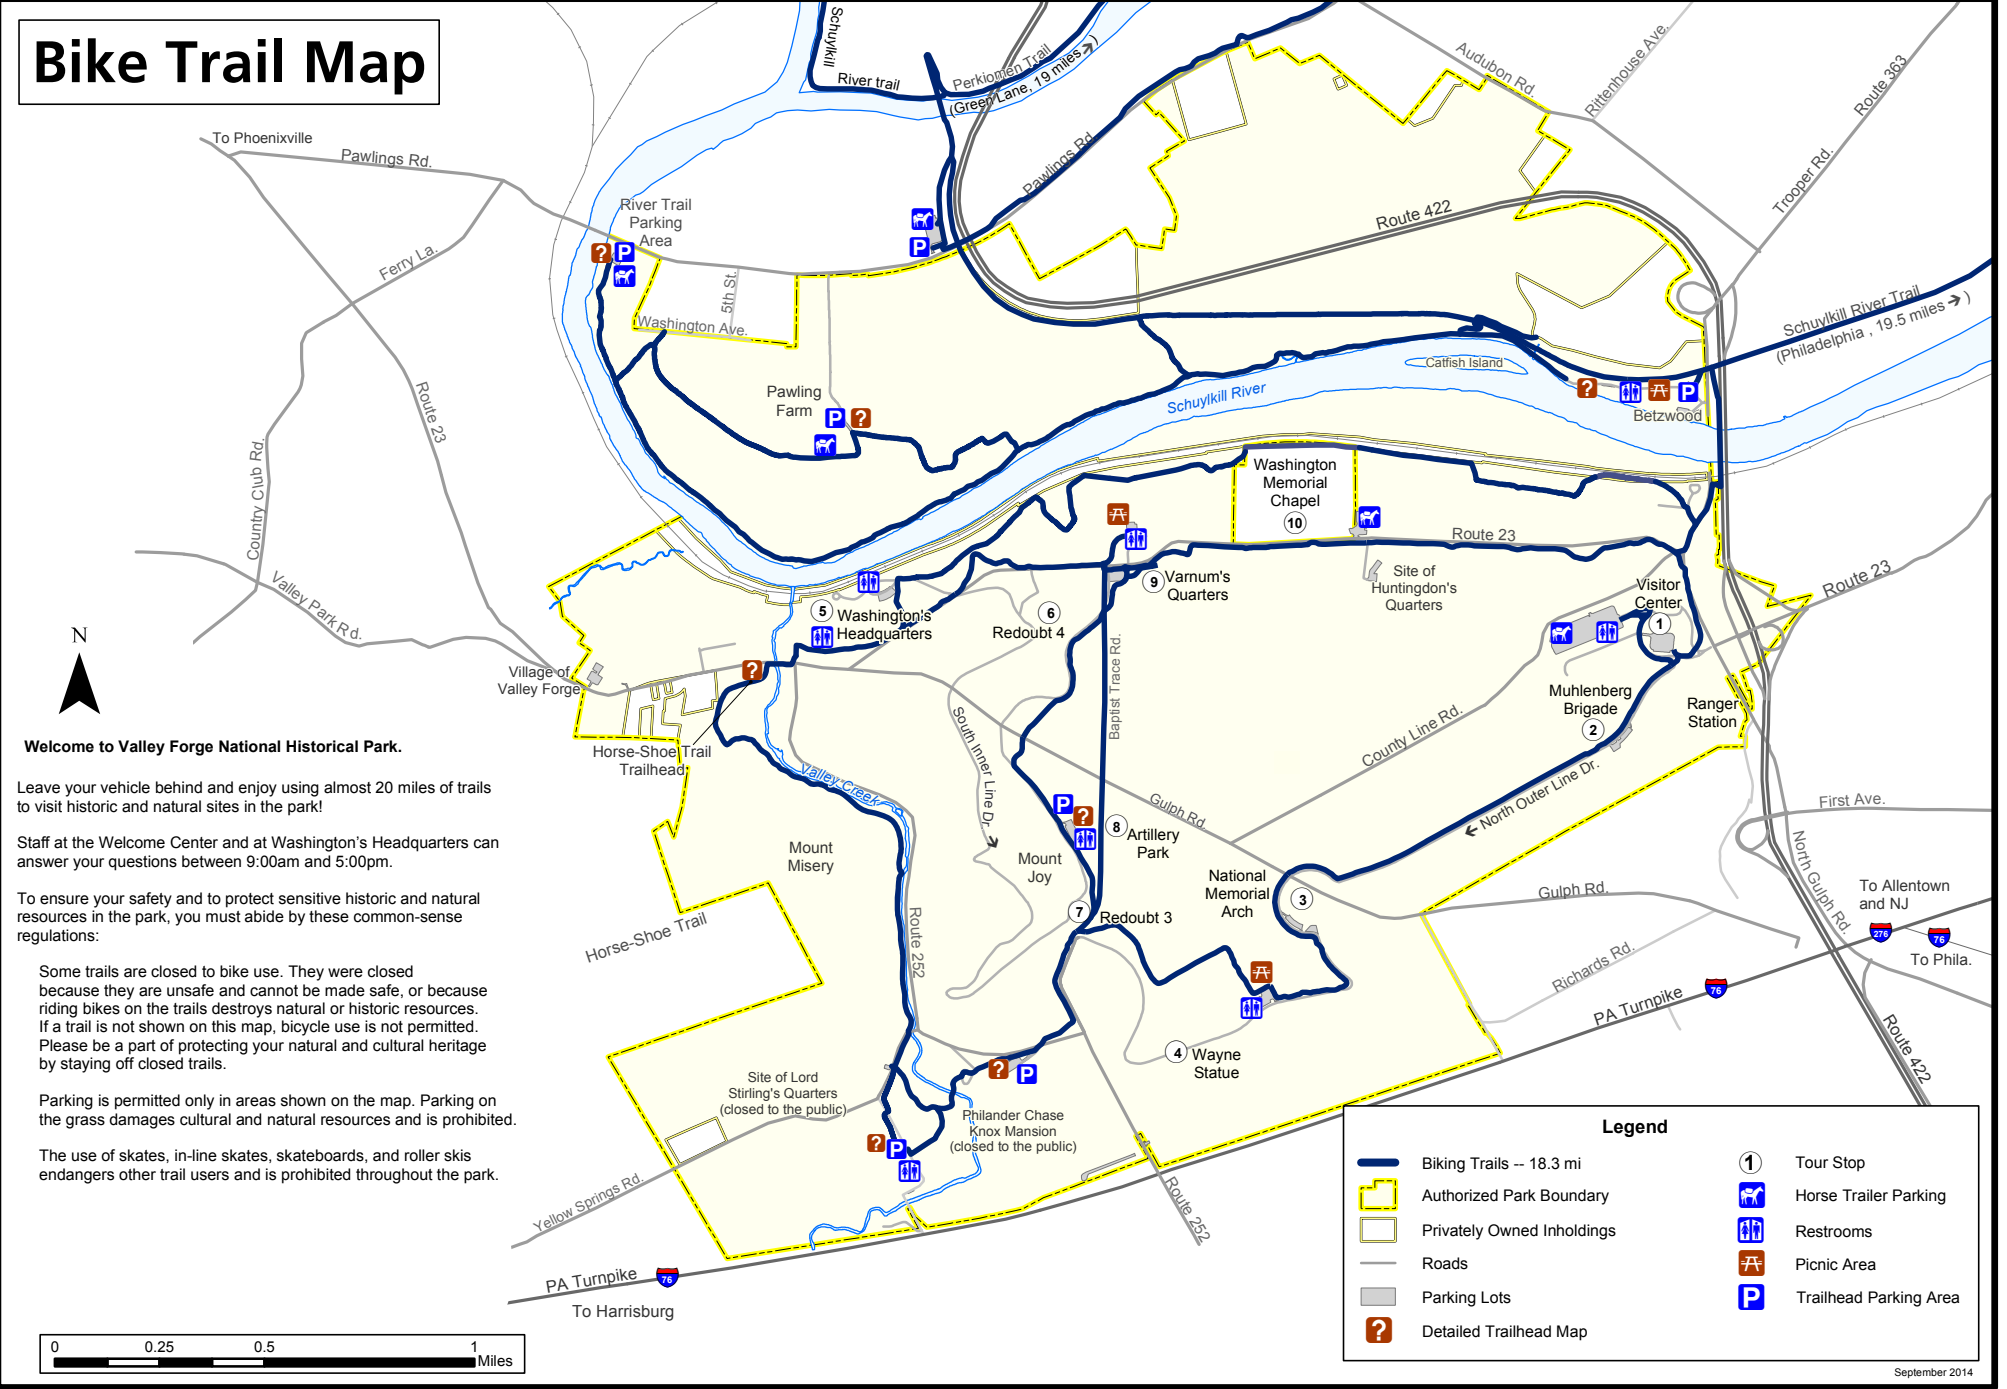 Bike Trail Map
Schuylkill
River trail
Perkiomen Trail
(Green Lane, 19 miles → )
Audubon Rd.
Rittenhouse Ave.
Route 363
Trooper Rd.
To Phoenixville
Pawlings Rd.
Pawlings Rd.
River Trail
Parking
Area
Ferry La.
5th St.
Washington Ave.
Route 422
Schuylkill River Trail
(Philadelphia , 19.5 miles → )
Catfish Island
Schuylkill River
Betzwood
Pawling
Farm
Route 23
Country Club Rd.
Valley Park Rd.
Washington
Memorial
Chapel
10
Route 23
Route 23
9
Varnum's
Quarters
Site of
Huntingdon's
Quarters
Visitor
Center
1
5
Washington's
Headquarters
6
Redoubt 4
Baptist Trace Rd.
Village of
Valley Forge
Horse-Shoe Trail
Trailhead
N
Muhlenberg
Brigade
2
Ranger
Station
County Line Rd.
← North Outer Line Dr.
South Inner Line Dr. →
Valley Creek
Gulph Rd.
8
Artillery
Park
Mount
Misery
Mount
Joy
First Ave.
North Gulph Rd.
National
Memorial
Arch
3
7
Redoubt 3
Gulph Rd.
To Allentown
and NJ
276
76
To Phila.
Richards Rd.
PA Turnpike
76
Route 422
Horse-Shoe Trail
Route 252
4
Wayne
Statue
Site of Lord
Stirling's Quarters
(closed to the public)
Philander Chase
Knox Mansion
(closed to the public)
Yellow Springs Rd.
Route 252
PA Turnpike
76
To Harrisburg
Welcome to Valley Forge National Historical Park.
Leave your vehicle behind and enjoy using almost 20 miles of trails
to visit historic and natural sites in the park!
Staff at the Welcome Center and at Washington's Headquarters can
answer your questions between 9:00am and 5:00pm.
To ensure your safety and to protect sensitive historic and natural
resources in the park, you must abide by these common-sense
regulations:
Some trails are closed to bike use. They were closed
because they are unsafe and cannot be made safe, or because
riding bikes on the trails destroys natural or historic resources.
If a trail is not shown on this map, bicycle use is not permitted.
Please be a part of protecting your natural and cultural heritage
by staying off closed trails.
Parking is permitted only in areas shown on the map. Parking on
the grass damages cultural and natural resources and is prohibited.
The use of skates, in-line skates, skateboards, and roller skis
endangers other trail users and is prohibited throughout the park.
0 0.25 0.5 1
Miles
Legend
Biking Trails -- 18.3 mi
Authorized Park Boundary
Privately Owned Inholdings
Roads
Parking Lots
? Detailed Trailhead Map
1 Tour Stop
Horse Trailer Parking
Restrooms
Picnic Area
P Trailhead Parking Area
September 2014